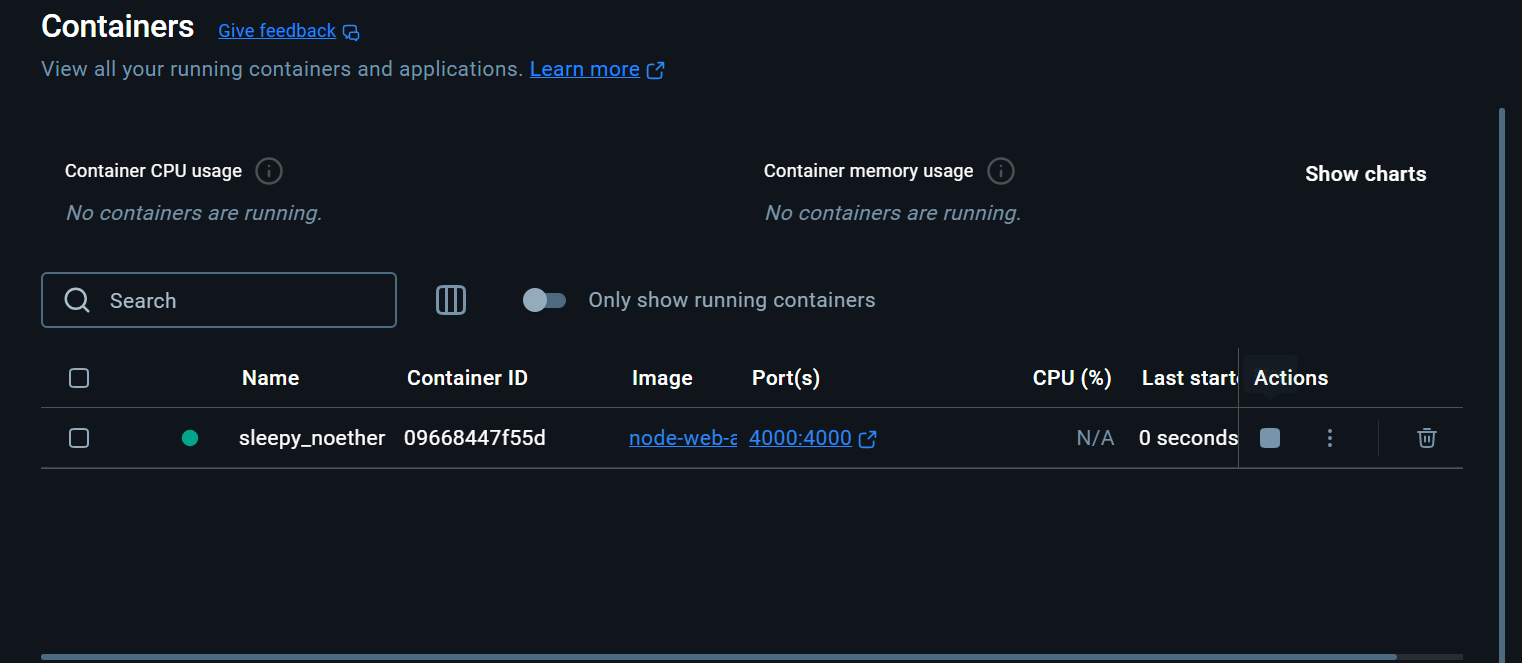 Containers Give feedback
View all your running containers and applications. Learn more
Container CPU usage Container memory usage Show charts
No containers are running. No containers are running.
Search Only show running containers
Name Container ID Image Port(s) CPU (%) Last starte Actions
sleepy_noether 09668447f55d node-web-a 4000:4000 N/A 0 seconds